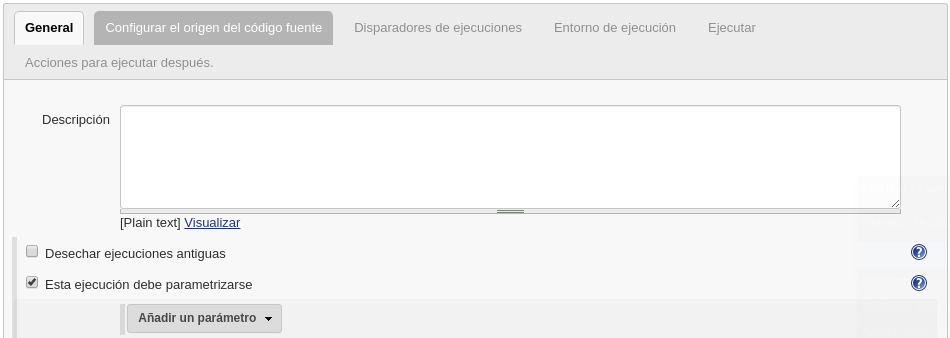 General Configurar el origen del código fuente Disparadores de ejecuciones Entorno de ejecución Ejecutar
Acciones para ejecutar después.
Descripción
[Plain text] Visualizar
Desechar ejecuciones antiguas
Esta ejecución debe parametrizarse
Añadir un parámetro